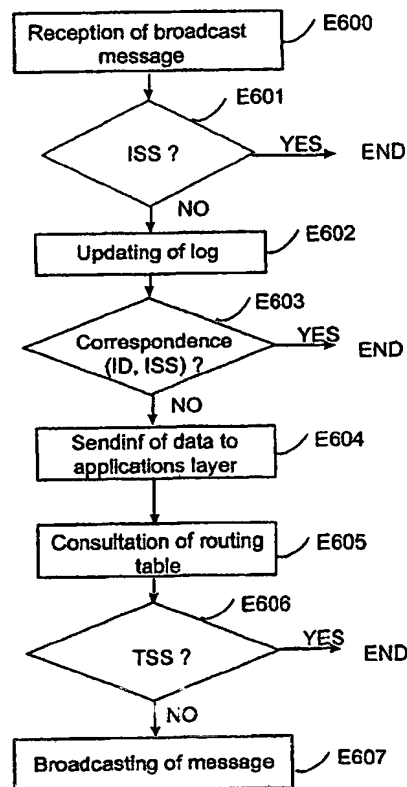 Reception of broadcast
message
E600
E601
ISS ?
YES
END
NO
Updating of log
E602
E603
Correspondence
(ID, ISS) ?
YES
END
NO
Sendinf of data to
applications layer
E604
Consultation of routing
table
E605
E606
TSS ?
YES
END
NO
Broadcasting of message
E607